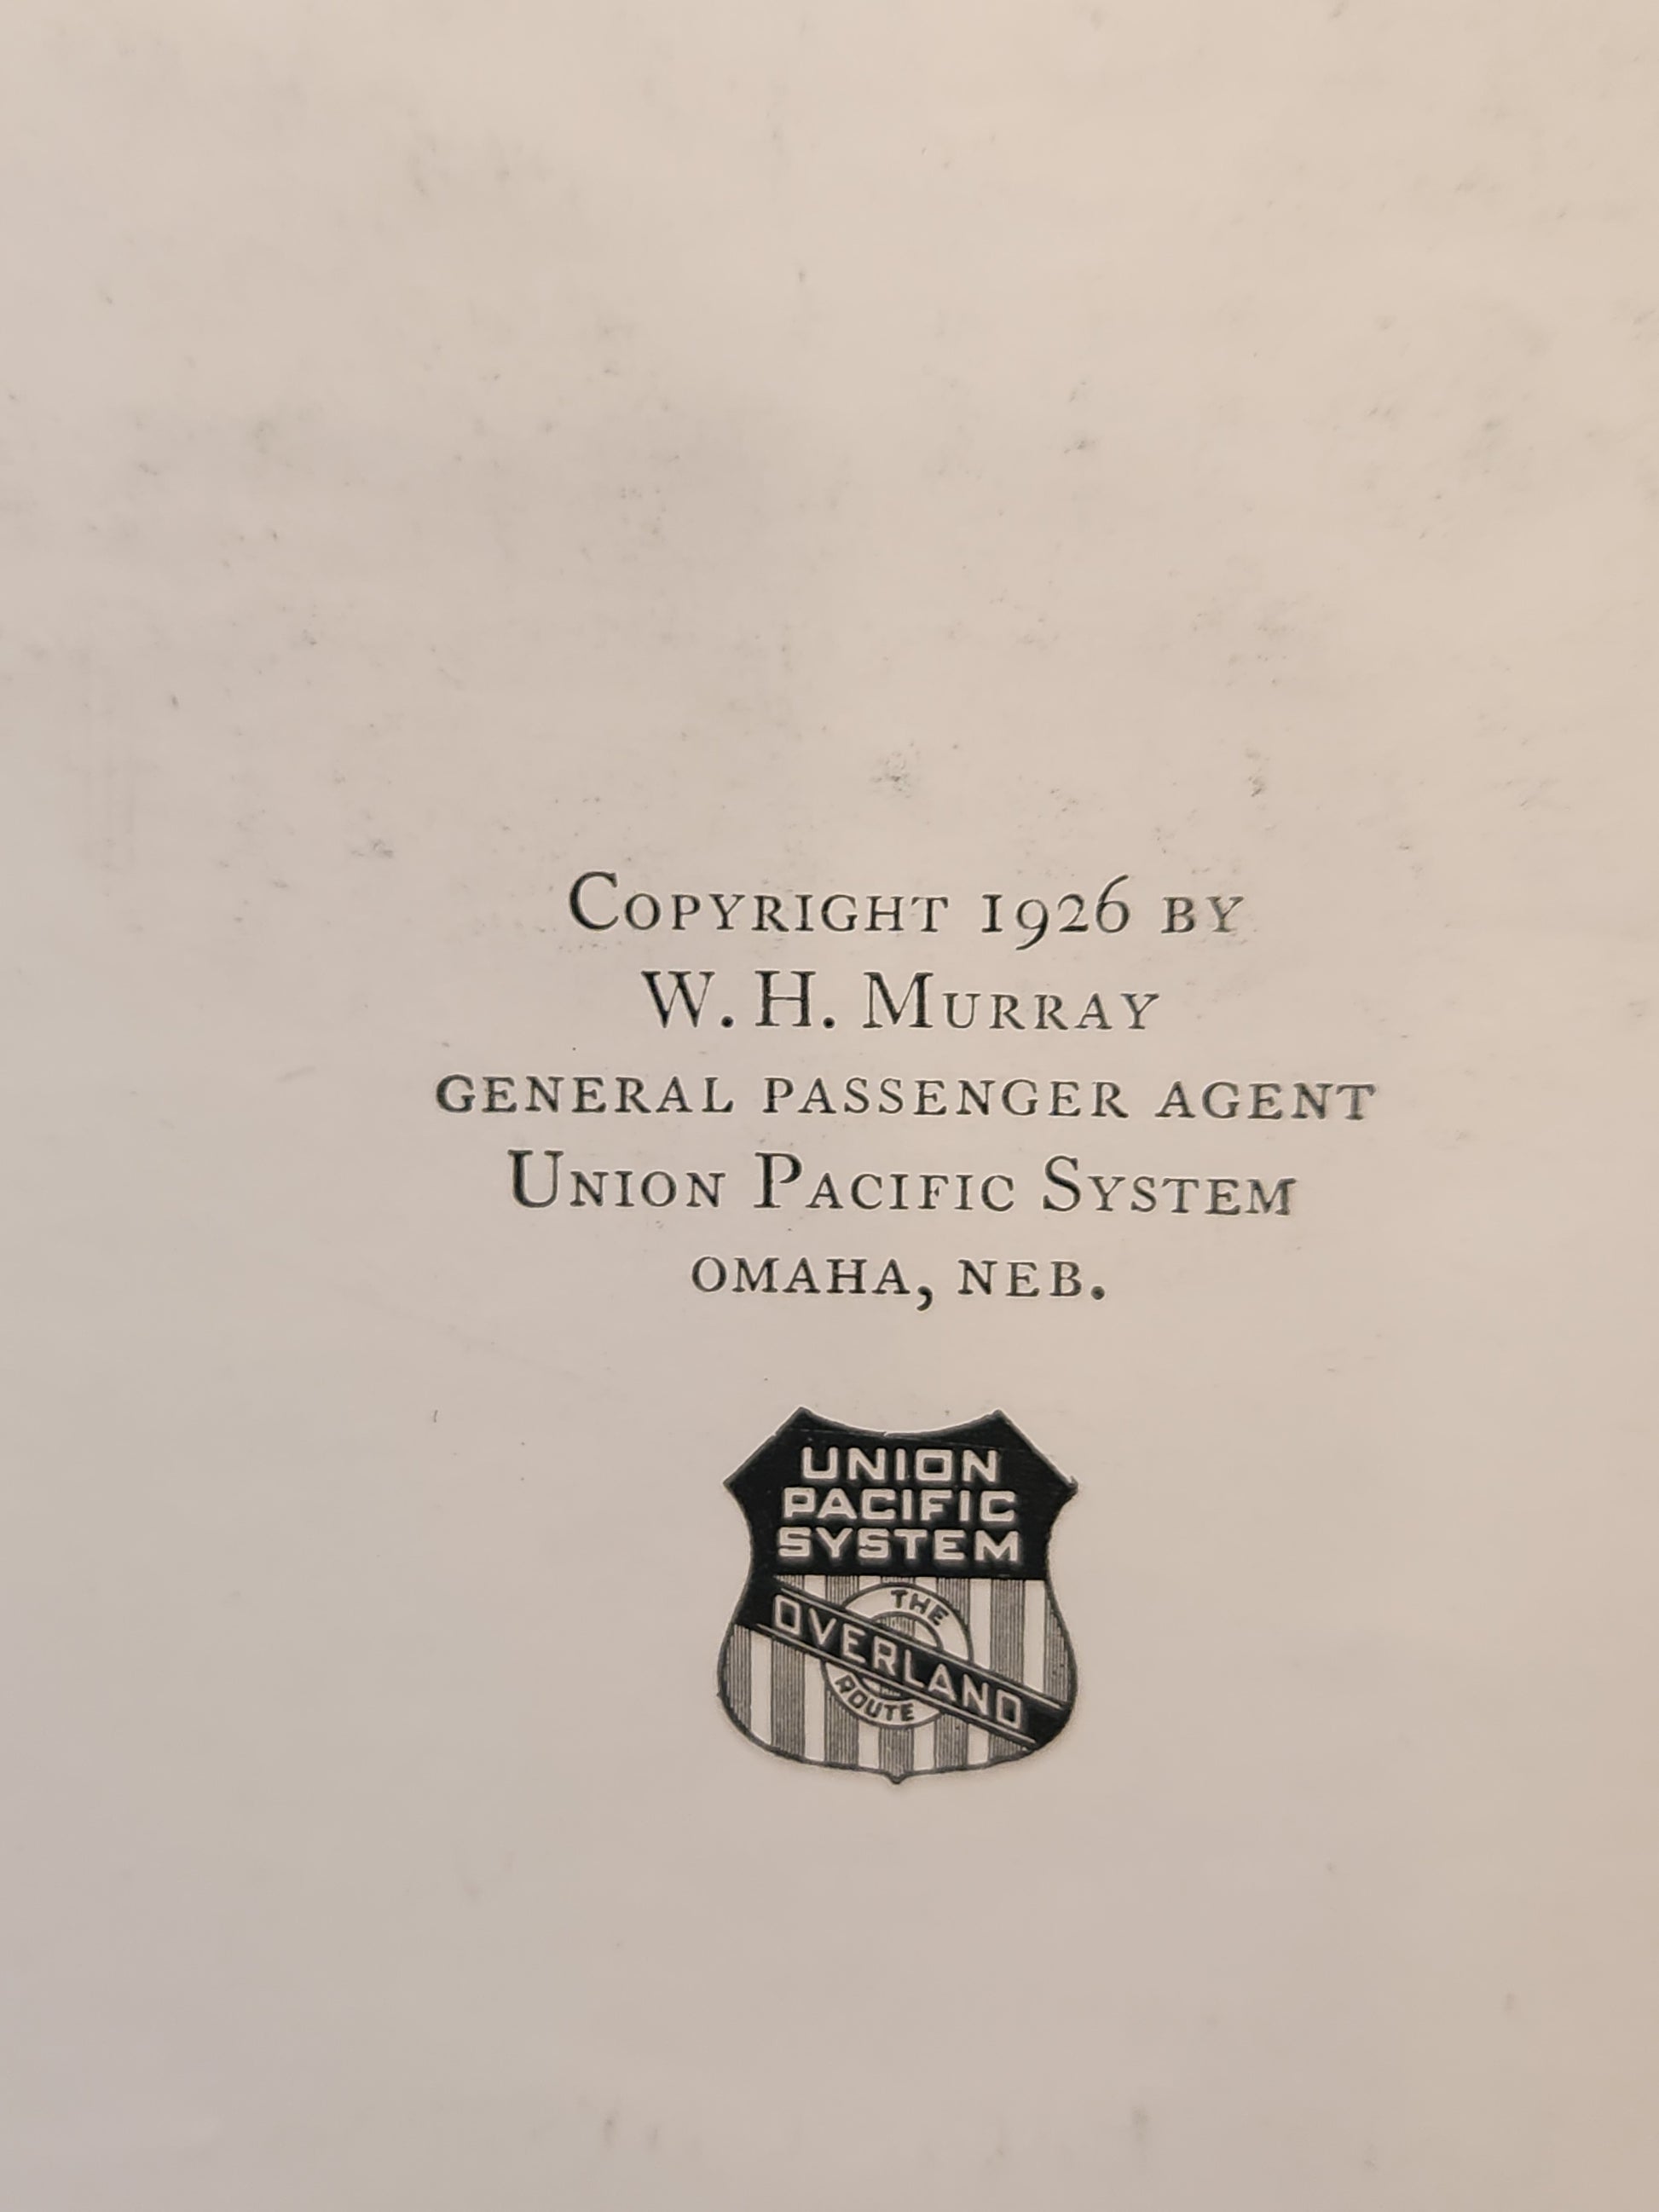 Copyright 1926 by
W. H. Murray
general passenger agent
Union Pacific System
omaha, neb.
UNION
PACIFIC
SYSTEM
THE
OVERLAND
ROUTE